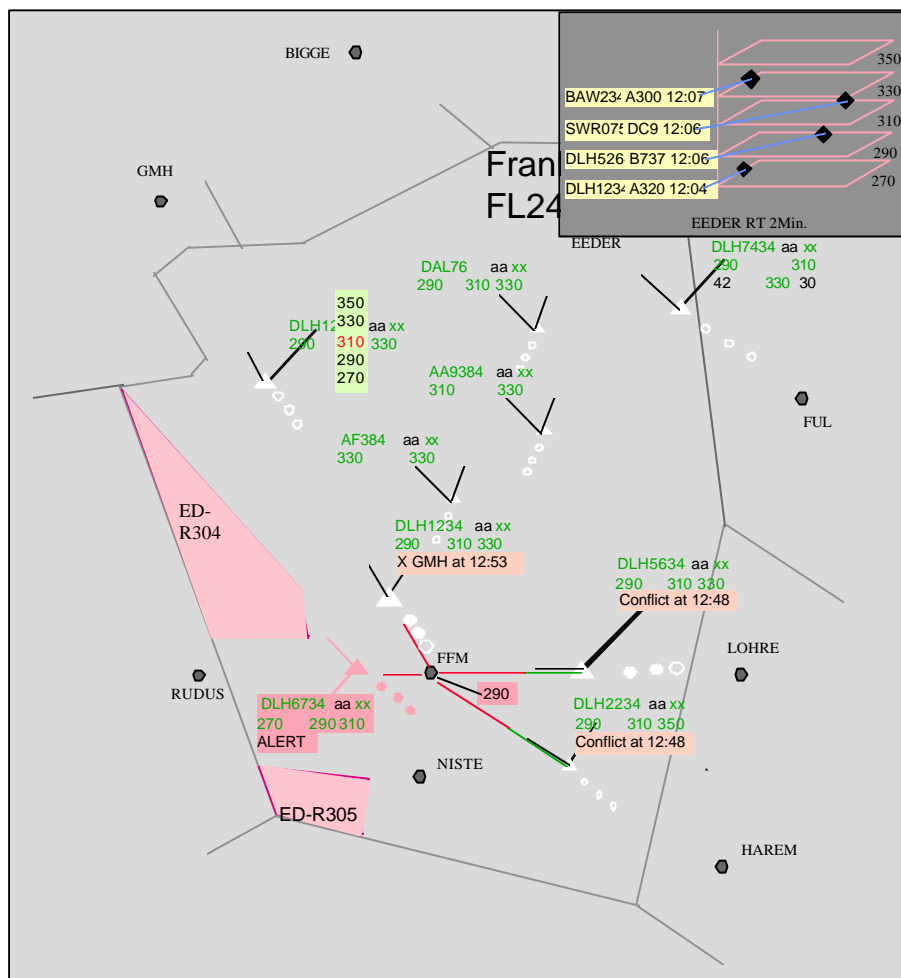 BIGGE
350
330
BAW234 A300 12:07
310
SWR075 DC9 12:06
290
DLH526 B737 12:06
270
DLH1234 A320 12:04
EEDER RT 2Min.
GMH
Fran
FL24
EEDER
DLH7434 aa xx
290 310
42 330 30
DAL76 aa xx
290 310 330
350
330
310
290
270
DLH12 aa xx
290 330
AA9384 aa xx
310 330
FUL
AF384 aa xx
330 330
ED-
R304
DLH1234 aa xx
290 310 330
X GMH at 12:53
DLH5634 aa xx
290 310 330
Conflict at 12:48
FFM
LOHRE
RUDUS
290
DLH6734 aa xx
270 290 310
ALERT
DLH2234 aa xx
290 310 350
Conflict at 12:48
NISTE
ED-R305
HAREM